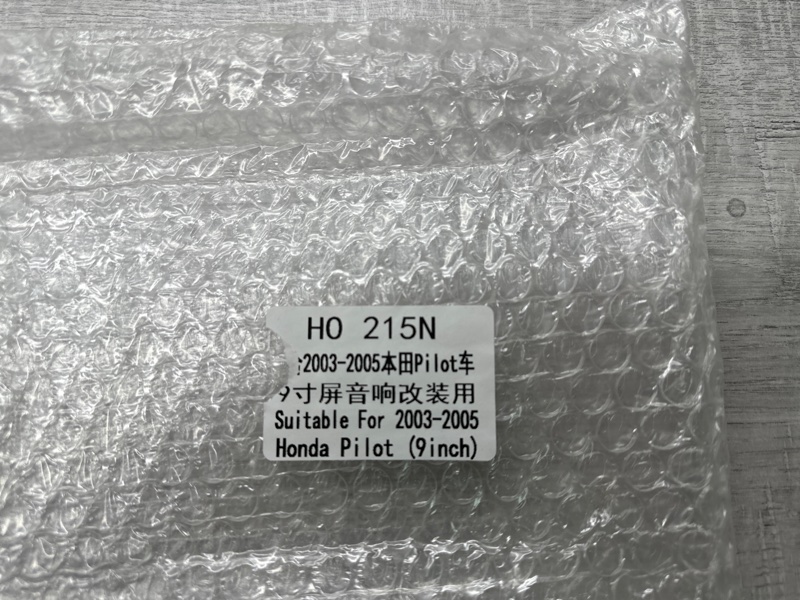 HO 215N
2003-2005本田Pilot车
9寸屏音响改装用
Suitable For 2003-2005
Honda Pilot (9inch)